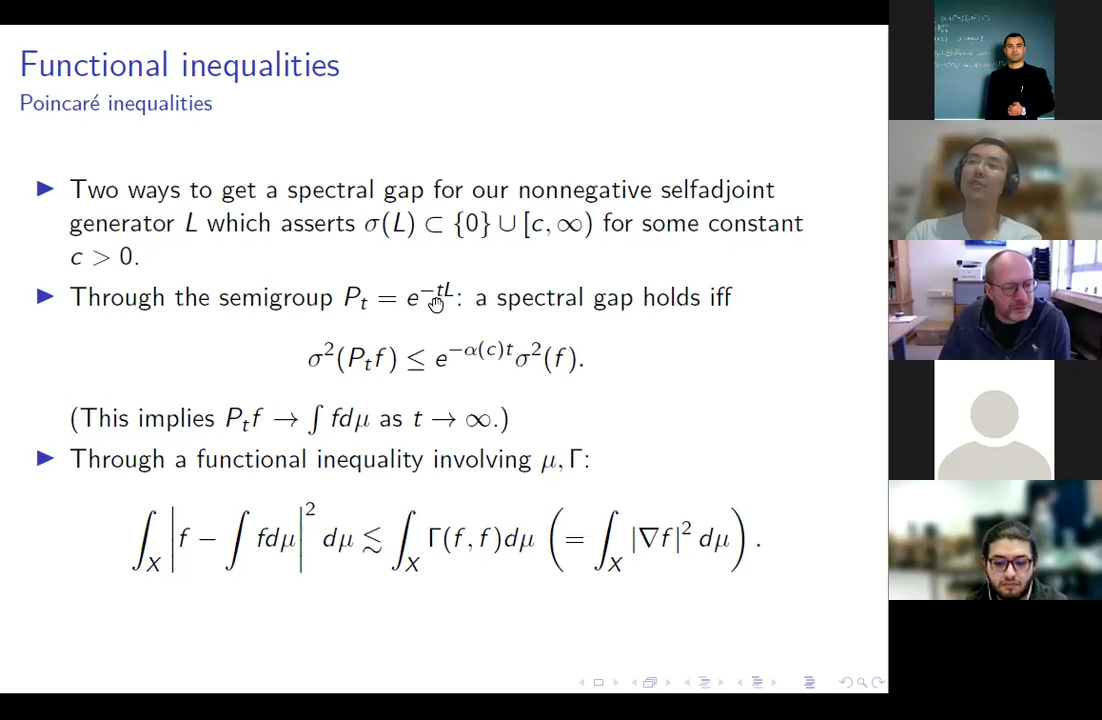 Functional inequalities
Poincaré inequalities
▶ Two ways to get a spectral gap for our nonnegative selfadjoint
generator L which asserts σ(L) ⊂ {0} ∪ [c, ∞) for some constant
c > 0.
▶ Through the semigroup P_t = e^{−tL}: a spectral gap holds iff
σ²(P_t f) ≤ e^{−α(c)t}σ²(f).
(This implies P_t f → ∫ fdμ as t → ∞.)
▶ Through a functional inequality involving μ, Γ:
∫_X |f − ∫ fdμ|² dμ ≲ ∫_X Γ(f, f)dμ (= ∫_X |∇f|² dμ).